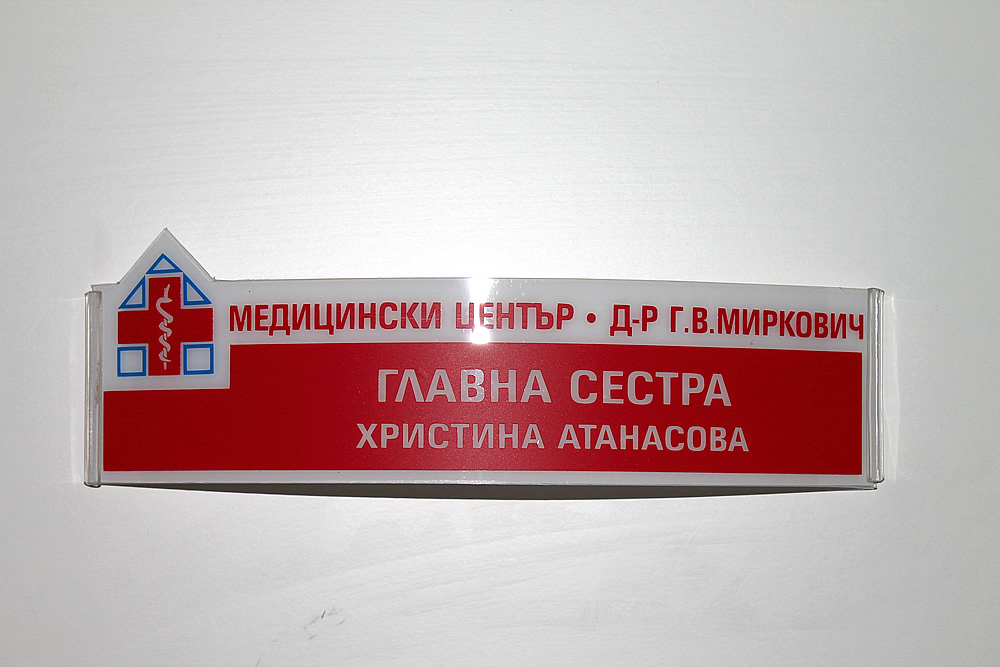 МЕДИЦИНСКИ ЦЕНТЪР • Д-Р Г.В.МИРКОВИЧ
ГЛАВНА СЕСТРА
ХРИСТИНА АТАНАСОВА